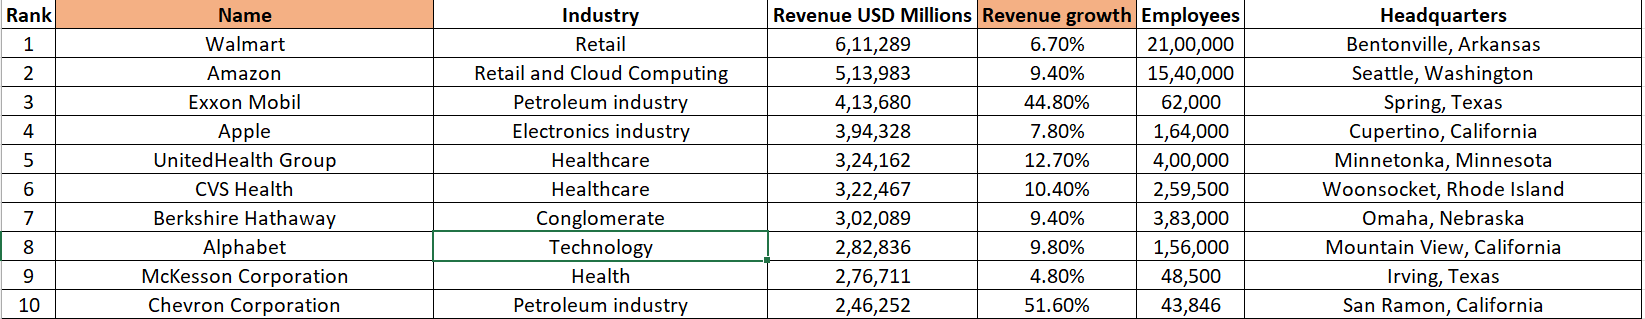 Rank Name Industry Revenue USD Millions Revenue growth Employees Headquarters
1 Walmart Retail 6,11,289 6.70% 21,00,000 Bentonville, Arkansas
2 Amazon Retail and Cloud Computing 5,13,983 9.40% 15,40,000 Seattle, Washington
3 Exxon Mobil Petroleum industry 4,13,680 44.80% 62,000 Spring, Texas
4 Apple Electronics industry 3,94,328 7.80% 1,64,000 Cupertino, California
5 UnitedHealth Group Healthcare 3,24,162 12.70% 4,00,000 Minnetonka, Minnesota
6 CVS Health Healthcare 3,22,467 10.40% 2,59,500 Woonsocket, Rhode Island
7 Berkshire Hathaway Conglomerate 3,02,089 9.40% 3,83,000 Omaha, Nebraska
8 Alphabet Technology 2,82,836 9.80% 1,56,000 Mountain View, California
9 McKesson Corporation Health 2,76,711 4.80% 48,500 Irving, Texas
10 Chevron Corporation Petroleum industry 2,46,252 51.60% 43,846 San Ramon, California